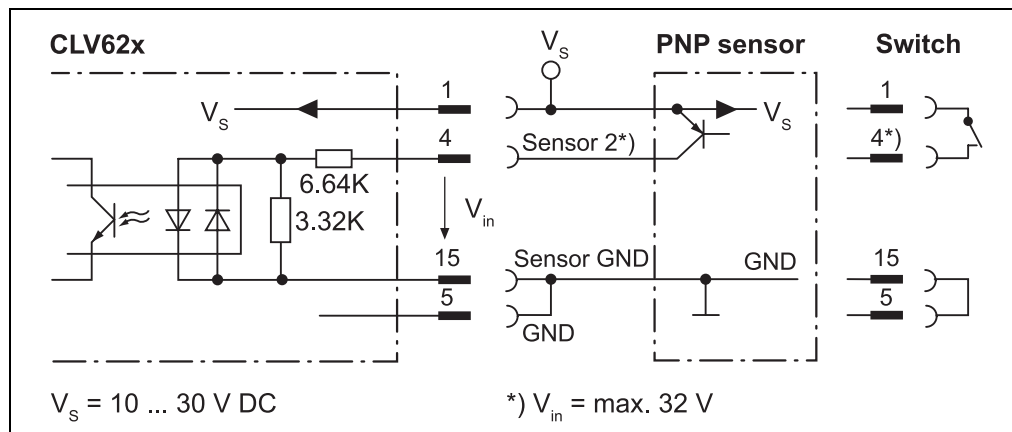 CLV62x
V_S
PNP sensor
Switch
1
V_S
V_S
1
4
Sensor 2*)
4*)
6.64K
3.32K
V_in
15
Sensor GND
GND
15
5
GND
5
V_S = 10 ... 30 V DC
*) V_in = max. 32 V